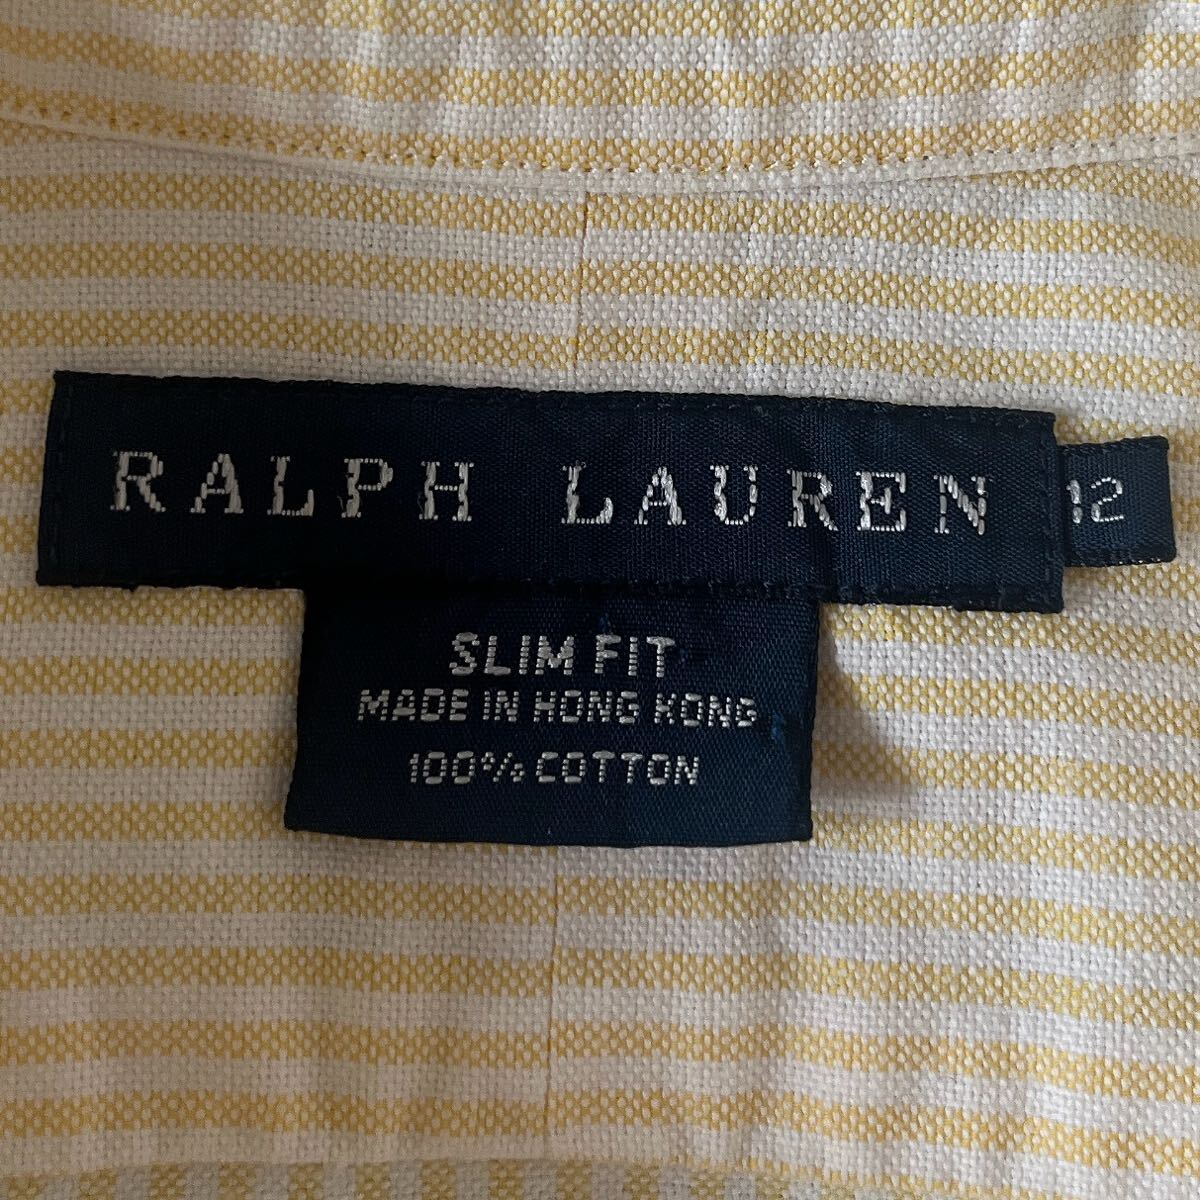 RALPH LAUREN
12
SLIM FIT
MADE IN HONG KONG
100% COTTON